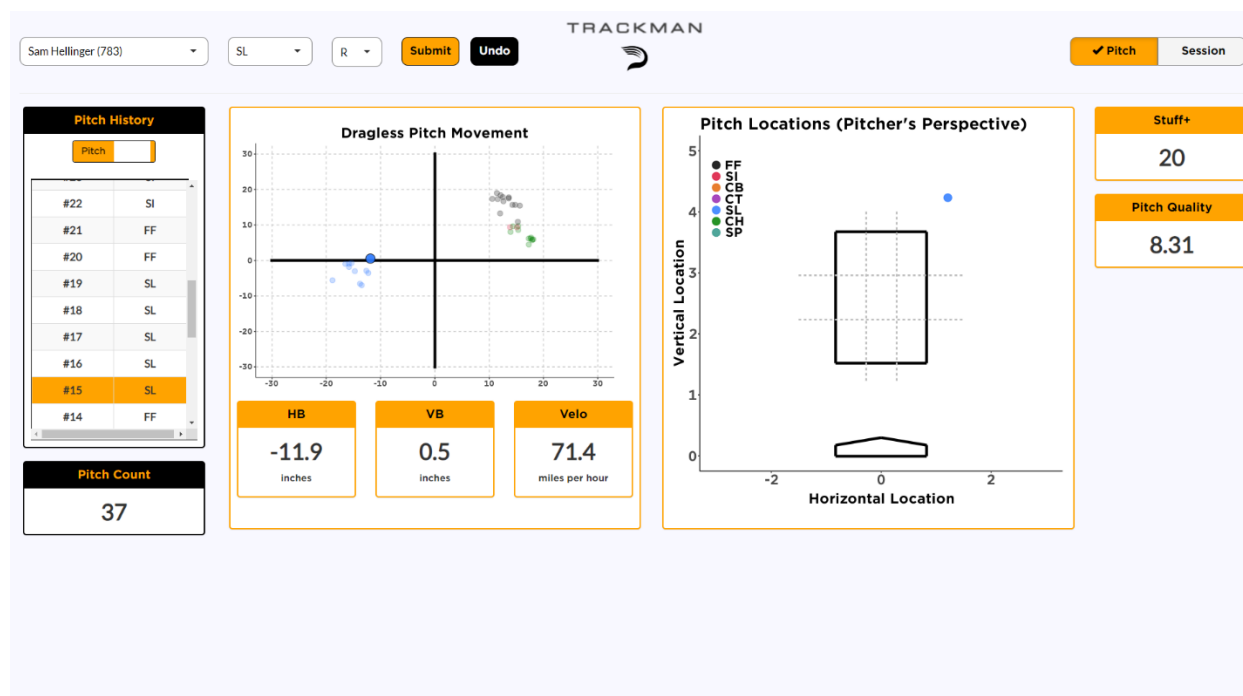 TRACKMAN
Sam Hellinger (783)
SL
R
Submit
Undo
✔ Pitch
Session
Pitch History
Pitch
#22 SI
#21 FF
#20 FF
#19 SL
#18 SL
#17 SL
#16 SL
#15 SL
#14 FF
Pitch Count
37
Dragless Pitch Movement
30
20
10
0
-10
-20
-30
-30 -20 -10 0 10 20 30
HB
-11.9
inches
VB
0.5
inches
Velo
71.4
miles per hour
Pitch Locations (Pitcher's Perspective)
FF
SI
CB
CT
SL
CH
SP
5
4
3
2
1
0
Vertical Location
-2 0 2
Horizontal Location
Stuff+
20
Pitch Quality
8.31